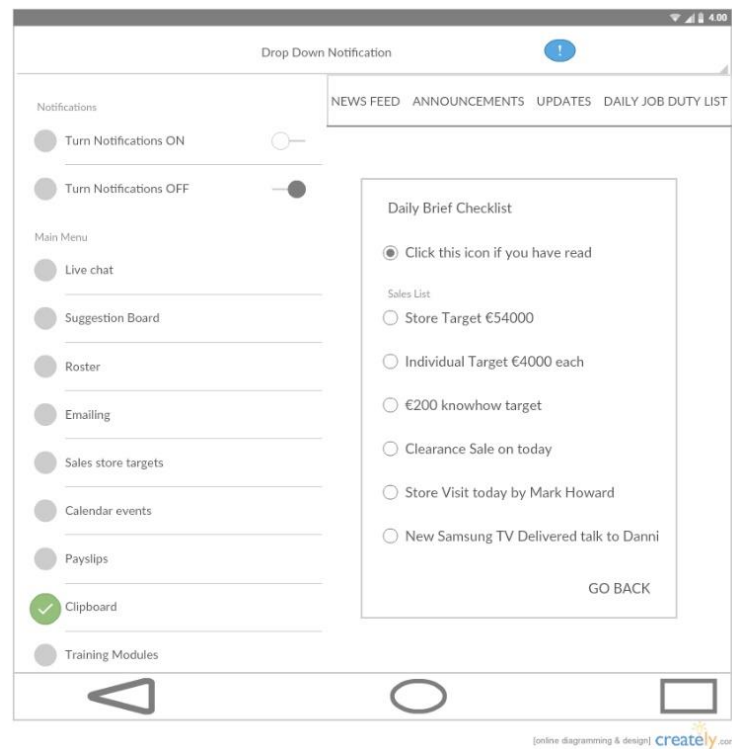 4.00
Drop Down Notification
!
NEWS FEED ANNOUNCEMENTS UPDATES DAILY JOB DUTY LIST
Notifications
Turn Notifications ON
Turn Notifications OFF
Main Menu
Live chat
Suggestion Board
Roster
Emailing
Sales store targets
Calendar events
Payslips
Clipboard
Training Modules
Daily Brief Checklist
Click this icon if you have read
Sales List
Store Target €54000
Individual Target €4000 each
€200 knowhow target
Clearance Sale on today
Store Visit today by Mark Howard
New Samsung TV Delivered talk to Danni
GO BACK
[online diagramming & design] creately.com